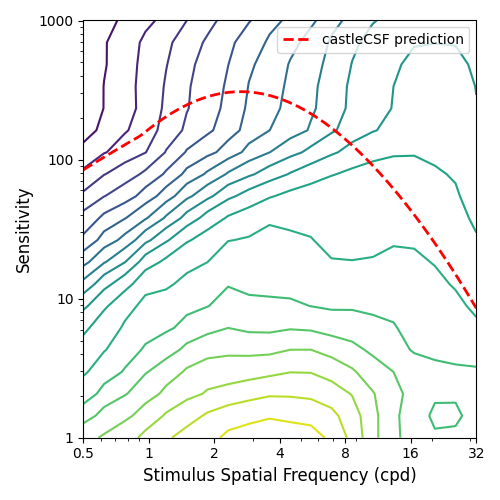 1000
castleCSF prediction
100
Sensitivity
10
1
0.5 1 2 4 8 16 32
Stimulus Spatial Frequency (cpd)